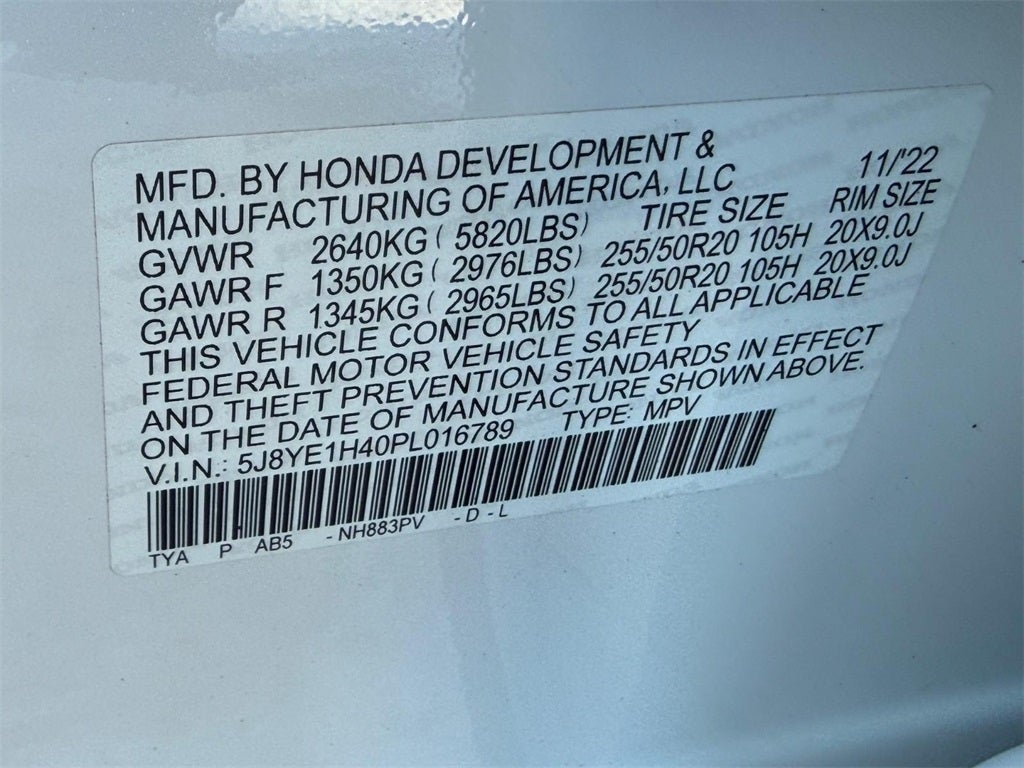 MFD. BY HONDA DEVELOPMENT & 11/'22
MANUFACTURING OF AMERICA, LLC
GVWR 2640KG ( 5820LBS) TIRE SIZE RIM SIZE
GAWR F 1350KG ( 2976LBS) 255/50R20 105H 20X9.0J
GAWR R 1345KG ( 2965LBS) 255/50R20 105H 20X9.0J
THIS VEHICLE CONFORMS TO ALL APPLICABLE
FEDERAL MOTOR VEHICLE SAFETY
AND THEFT PREVENTION STANDARDS IN EFFECT
ON THE DATE OF MANUFACTURE SHOWN ABOVE.
V.I.N.: 5J8YE1H40PL016789 TYPE: MPV
TYA P AB5 - NH883PV - D - L